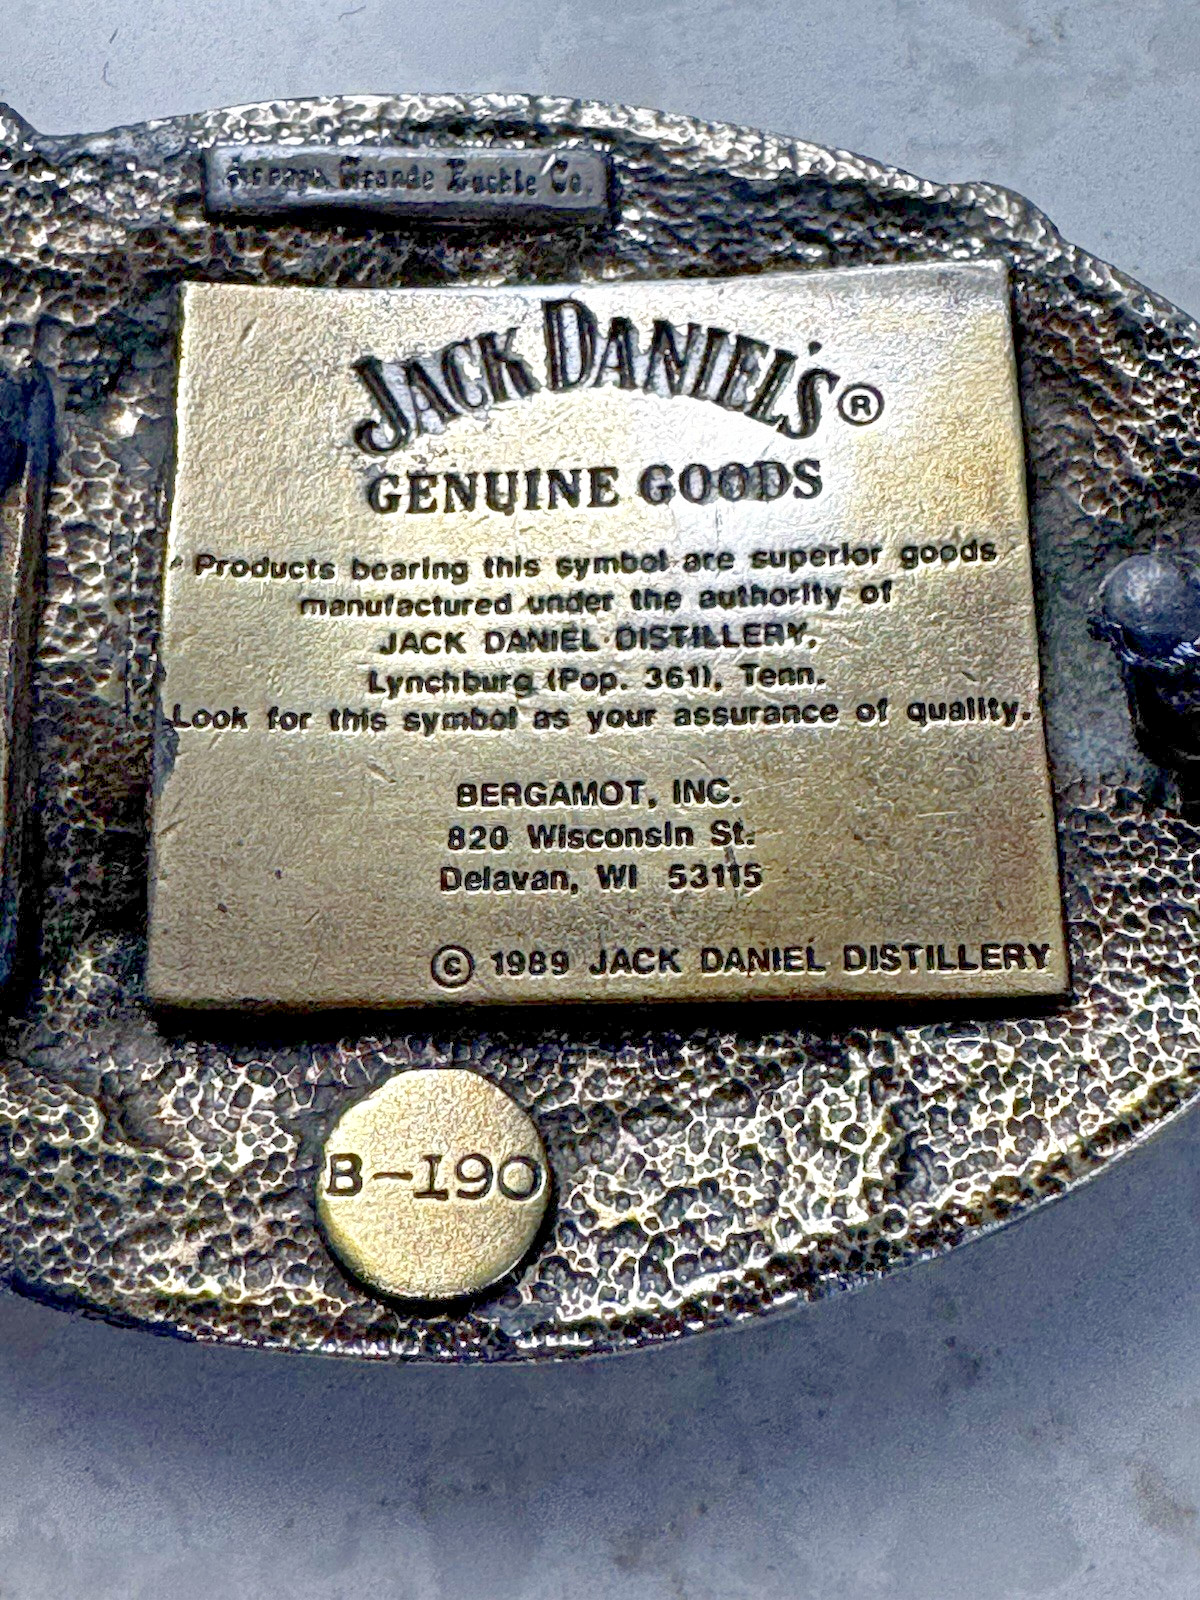 Arroyo Grande Buckle Co.
JACK DANIEL'S®
GENUINE GOODS
Products bearing this symbol are superior goods
manufactured under the authority of
JACK DANIEL DISTILLERY,
Lynchburg (Pop. 361), Tenn.
Look for this symbol as your assurance of quality.
BERGAMOT, INC.
820 Wisconsin St.
Delavan, WI 53115
© 1989 JACK DANIEL DISTILLERY
B-190